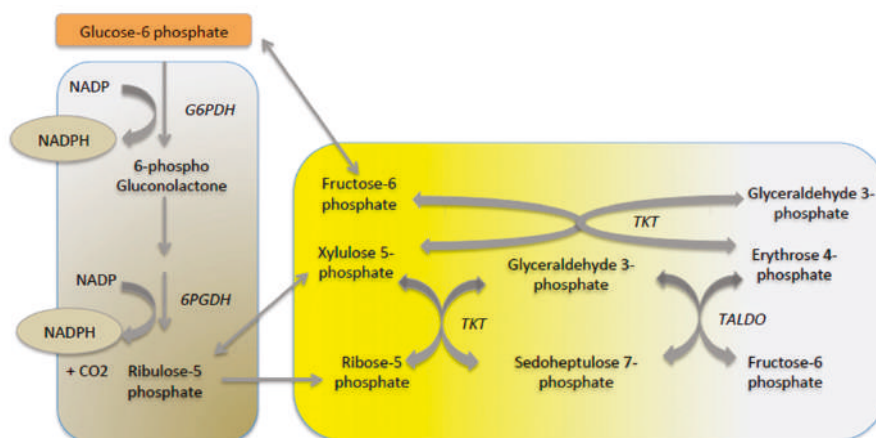 Glucose-6 phosphate
NADP
G6PDH
NADPH
6-phospho
Gluconolactone
NADP
6PGDH
NADPH
+ CO2
Ribulose-5
phosphate
Fructose-6
phosphate
Glyceraldehyde 3-
phosphate
TKT
Xylulose 5-
phosphate
Glyceraldehyde 3-
phosphate
Erythrose 4-
phosphate
TKT
TALDO
Ribose-5
phosphate
Sedoheptulose 7-
phosphate
Fructose-6
phosphate